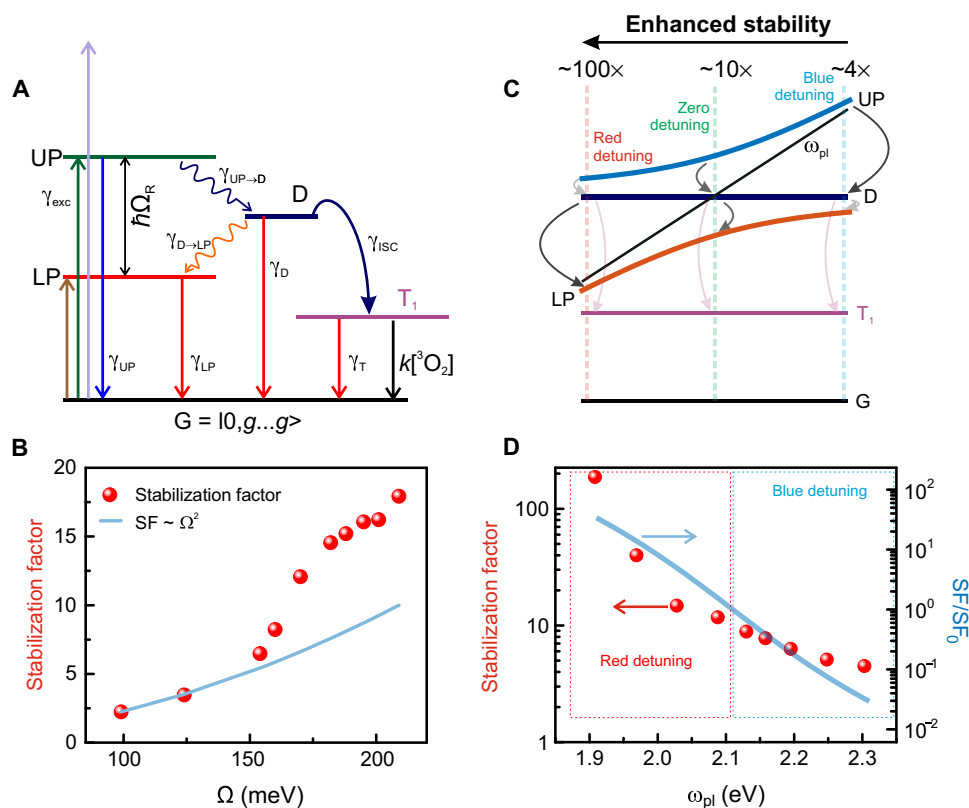 A
UP
γexc
ħΩR
γUP→D
D
γD→LP
γISC
LP
γD
T1
γUP
γLP
γT
k[³O2]
G = |0,g...g>
Enhanced stability
~100×
~10×
~4×
C
Blue
detuning
UP
Zero
detuning
Red
detuning
ωpl
D
LP
T1
G
B
20
15
10
5
0
Stabilization factor
Stabilization factor
SF ~ Ω²
100
150
200
Ω (meV)
D
100
10
1
Stabilization factor
Blue detuning
Red detuning
10²
10¹
10⁰
10⁻¹
10⁻²
SF/SF0
1.9
2.0
2.1
2.2
2.3
ωpl (eV)